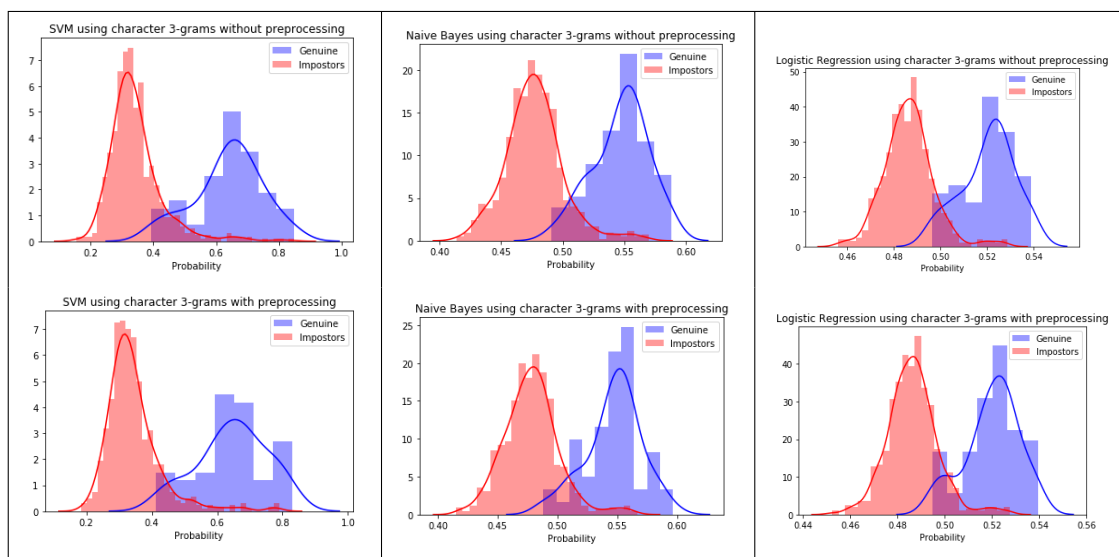 SVM using character 3-grams without preprocessing
Genuine
Impostors
7
6
5
4
3
2
1
0
0.2 0.4 0.6 0.8 1.0
Probability
Naive Bayes using character 3-grams without preprocessing
Genuine
Impostors
20
15
10
5
0
0.40 0.45 0.50 0.55 0.60
Probability
Logistic Regression using character 3-grams without preprocessing
Genuine
Impostors
50
40
30
20
10
0
0.46 0.48 0.50 0.52 0.54
Probability
SVM using character 3-grams with preprocessing
Genuine
Impostors
7
6
5
4
3
2
1
0
0.2 0.4 0.6 0.8 1.0
Probability
Naive Bayes using character 3-grams with preprocessing
Genuine
Impostors
25
20
15
10
5
0
0.40 0.45 0.50 0.55 0.60
Probability
Logistic Regression using character 3-grams with preprocessing
Genuine
Impostors
40
30
20
10
0
0.44 0.46 0.48 0.50 0.52 0.54 0.56
Probability